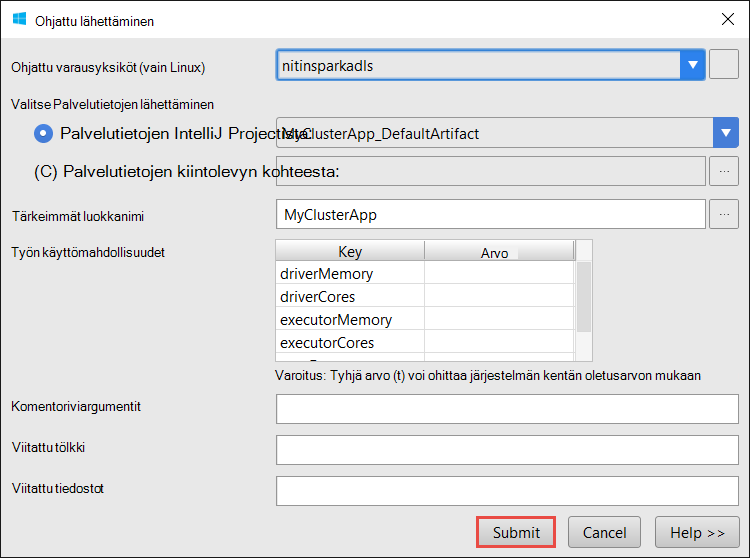 Ohjattu lähettäminen
Ohjattu varausyksiköt (vain Linux)
nitinsparkadls
Valitse Palvelutietojen lähettäminen
Palvelutietojen IntelliJ Projectista:
MyClusterApp_DefaultArtifact
(C) Palvelutietojen kiintolevyn kohteesta:
...
Tärkeimmät luokkanimi
MyClusterApp
...
Työn käyttömahdollisuudet
Key Arvo
driverMemory
driverCores
executorMemory
executorCores
Varoitus: Tyhjä arvo (t) voi ohittaa järjestelmän kentän oletusarvon mukaan
Komentoriviargumentit
Viitattu tölkki
Viitattu tiedostot
Submit Cancel Help >>